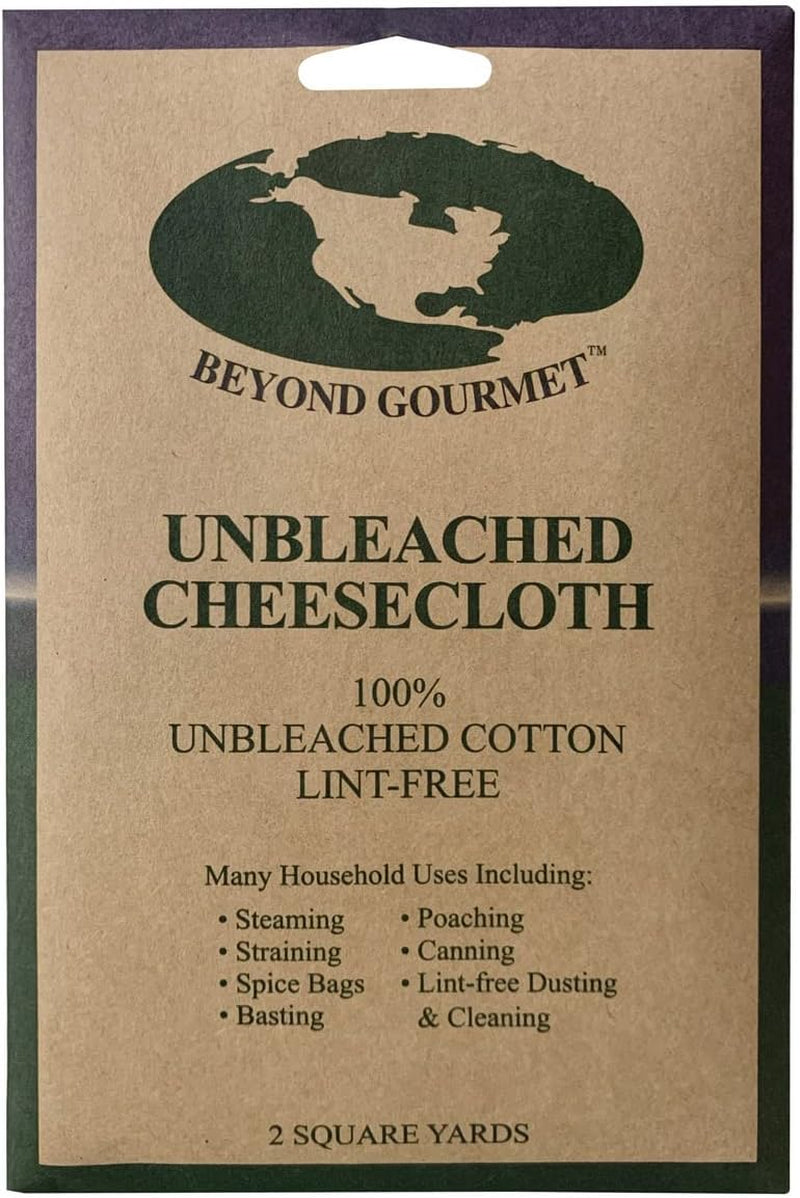 BEYOND GOURMET™
UNBLEACHED
CHEESECLOTH
100%
UNBLEACHED COTTON
LINT-FREE
Many Household Uses Including:
• Steaming
• Straining
• Spice Bags
• Basting
• Poaching
• Canning
• Lint-free Dusting
& Cleaning
2 SQUARE YARDS